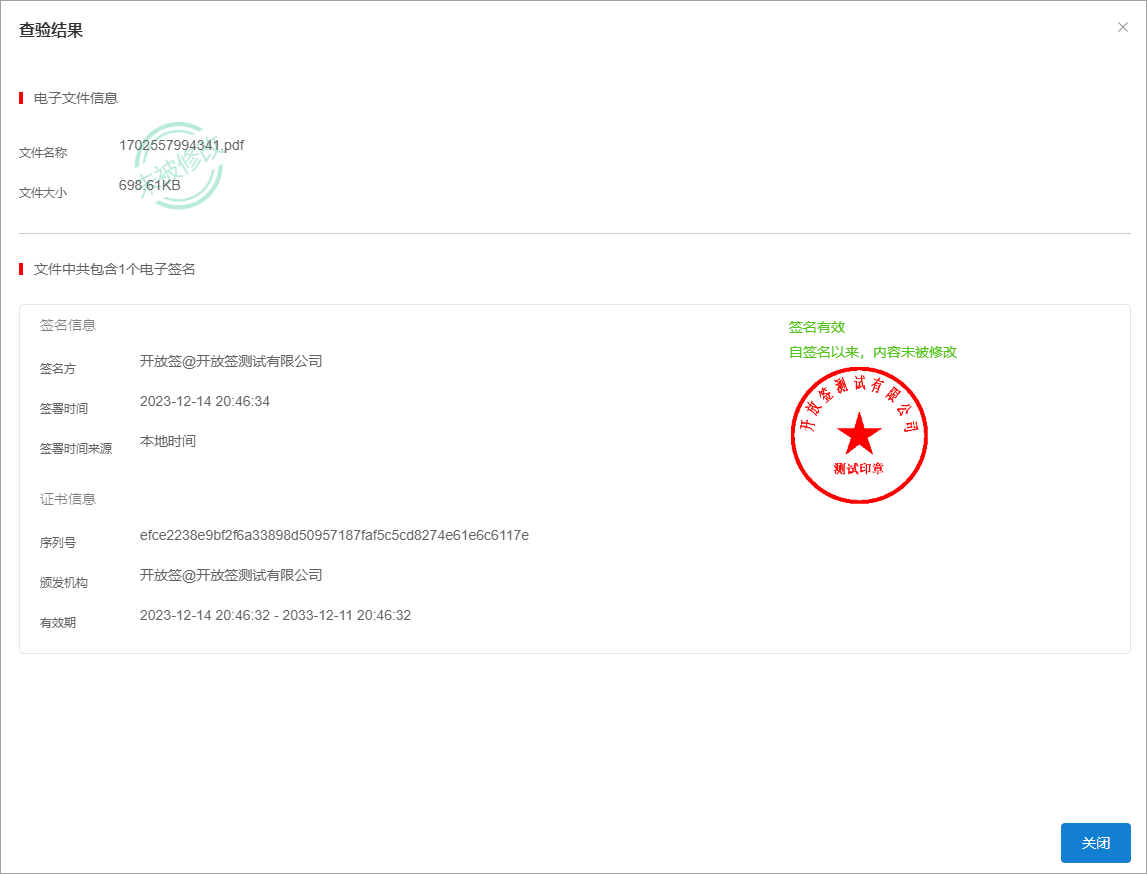 查验结果
电子文件信息
文件名称 1702557994341.pdf
未被修改
文件大小 698.61KB
文件中共包含1个电子签名
签名信息
签名有效
自签名以来，内容未被修改
签名方 开放签@开放签测试有限公司
签署时间 2023-12-14 20:46:34
签署时间来源 本地时间
开放签测试有限公司
测试印章
证书信息
序列号 efce2238e9bf2f6a33898d50957187faf5c5cd8274e61e6c6117e
颁发机构 开放签@开放签测试有限公司
有效期 2023-12-14 20:46:32 - 2033-12-11 20:46:32
关闭